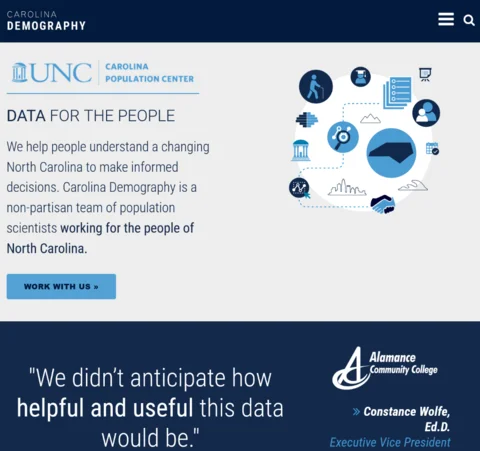 CAROLINA
DEMOGRAPHY
UNC
CAROLINA
POPULATION CENTER
DATA FOR THE PEOPLE
We help people understand a changing
North Carolina to make informed
decisions. Carolina Demography is a
non-partisan team of population
scientists working for the people of
North Carolina.
WORK WITH US »
"We didn't anticipate how
helpful and useful this data
would be."
Alamance
Community College
» Constance Wolfe,
Ed.D.
Executive Vice President